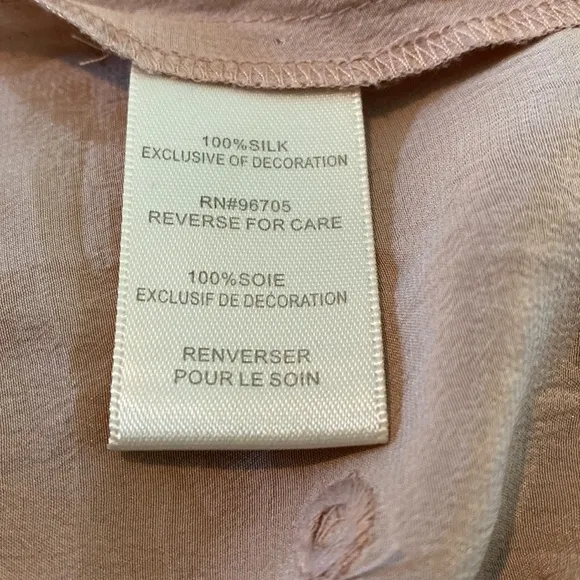 100%SILK
EXCLUSIVE OF DECORATION
RN#96705
REVERSE FOR CARE
100%SOIE
EXCLUSIF DE DECORATION
RENVERSER
POUR LE SOIN